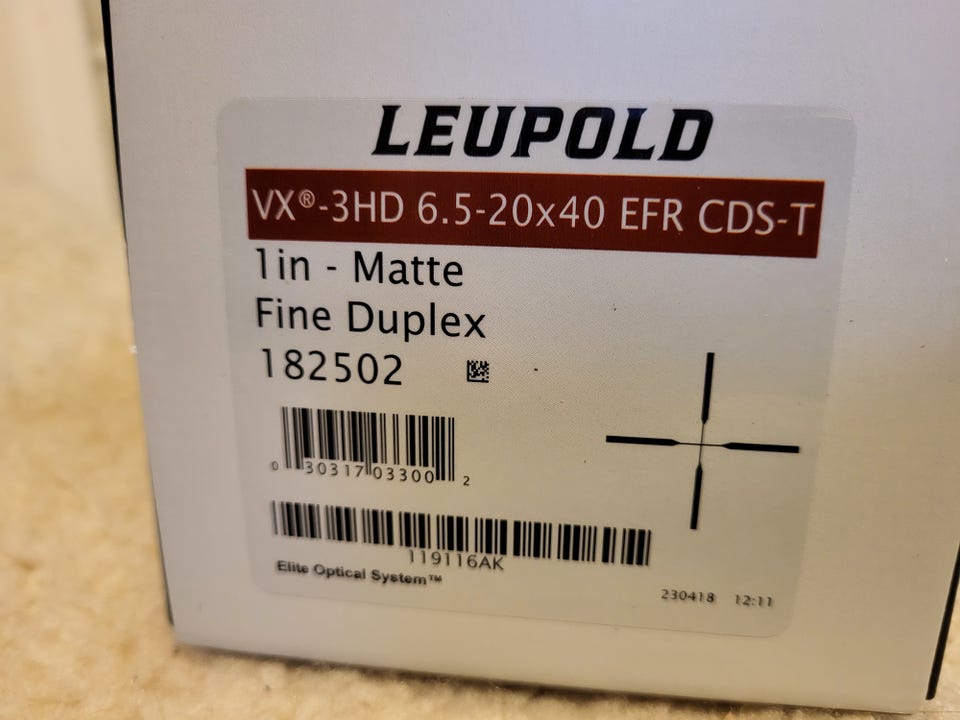 LEUPOLD
VX®-3HD 6.5-20x40 EFR CDS-T
1in - Matte
Fine Duplex
182502
0 30317 03300 2
119116AK
Elite Optical System™
230418 12:11